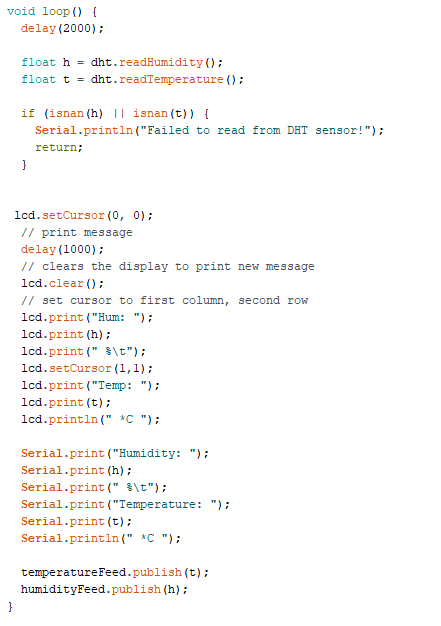 void loop() {
  delay(2000);

  float h = dht.readHumidity();
  float t = dht.readTemperature();

  if (isnan(h) || isnan(t)) {
    Serial.println("Failed to read from DHT sensor!");
    return;
  }


 lcd.setCursor(0, 0);
  // print message
  delay(1000);
  // clears the display to print new message
  lcd.clear();
  // set cursor to first column, second row
  lcd.print("Hum: ");
  lcd.print(h);
  lcd.print(" %\t");
  lcd.setCursor(1,1);
  lcd.print("Temp: ");
  lcd.print(t);
  lcd.println(" *C ");

  Serial.print("Humidity: ");
  Serial.print(h);
  Serial.print(" %\t");
  Serial.print("Temperature: ");
  Serial.print(t);
  Serial.println(" *C ");

  temperatureFeed.publish(t);
  humidityFeed.publish(h);
}